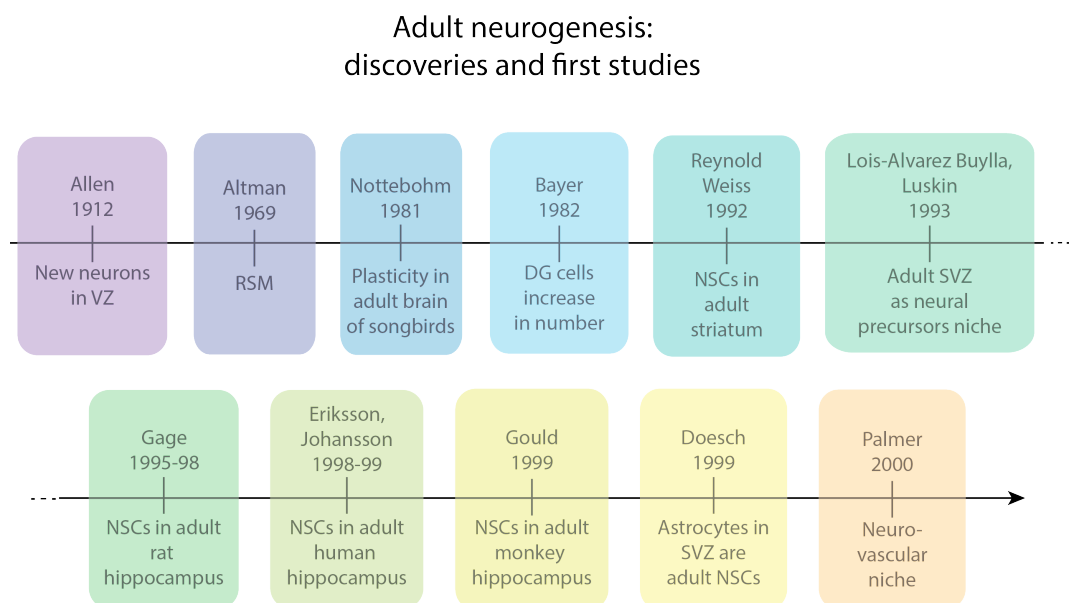 Adult neurogenesis:
discoveries and first studies
Allen
1912
New neurons
in VZ
Altman
1969
RSM
Nottebohm
1981
Plasticity in
adult brain
of songbirds
Bayer
1982
DG cells
increase
in number
Reynold
Weiss
1992
NSCs in
adult
striatum
Lois-Alvarez Buylla,
Luskin
1993
Adult SVZ
as neural
precursors niche
Gage
1995-98
NSCs in adult
rat
hippocampus
Eriksson,
Johansson
1998-99
NSCs in adult
human
hippocampus
Gould
1999
NSCs in adult
monkey
hippocampus
Doesch
1999
Astrocytes in
SVZ are
adult NSCs
Palmer
2000
Neuro-
vascular
niche